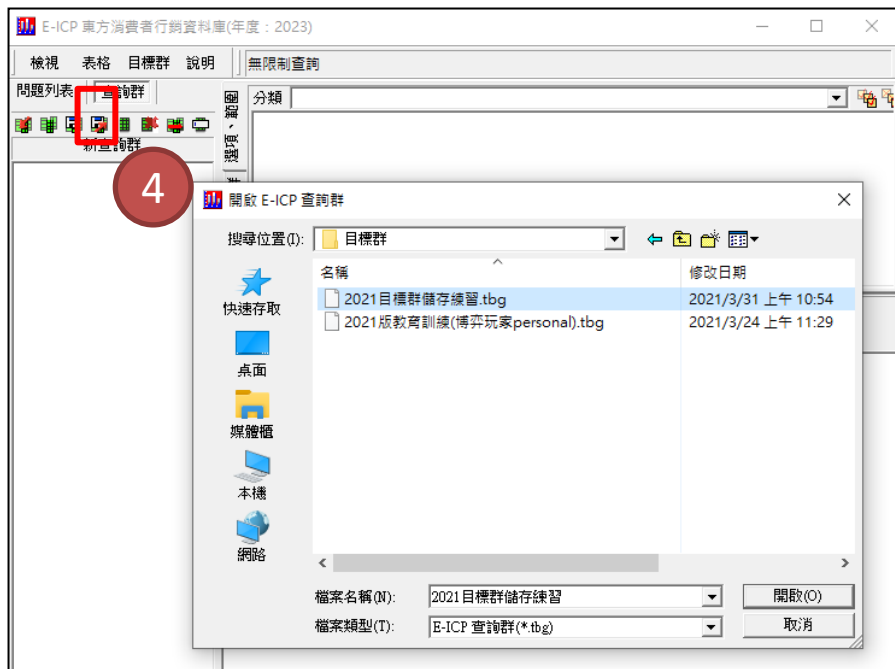 E-ICP 東方消費者行銷資料庫(年度：2023)
檢視 表格 目標群 說明 無限制查詢
問題列表 查詢群
選項、範圍
分類
新查詢群
4
開啟 E-ICP 查詢群
搜尋位置(I): 目標群
名稱 修改日期
2021目標群儲存練習.tbg 2021/3/31 上午 10:54
2021版教育訓練(博弈玩家personal).tbg 2021/3/24 上午 11:29
快速存取
桌面
媒體櫃
本機
網路
檔案名稱(N): 2021目標群儲存練習 開啟(O)
檔案類型(T): E-ICP 查詢群(*.tbg) 取消